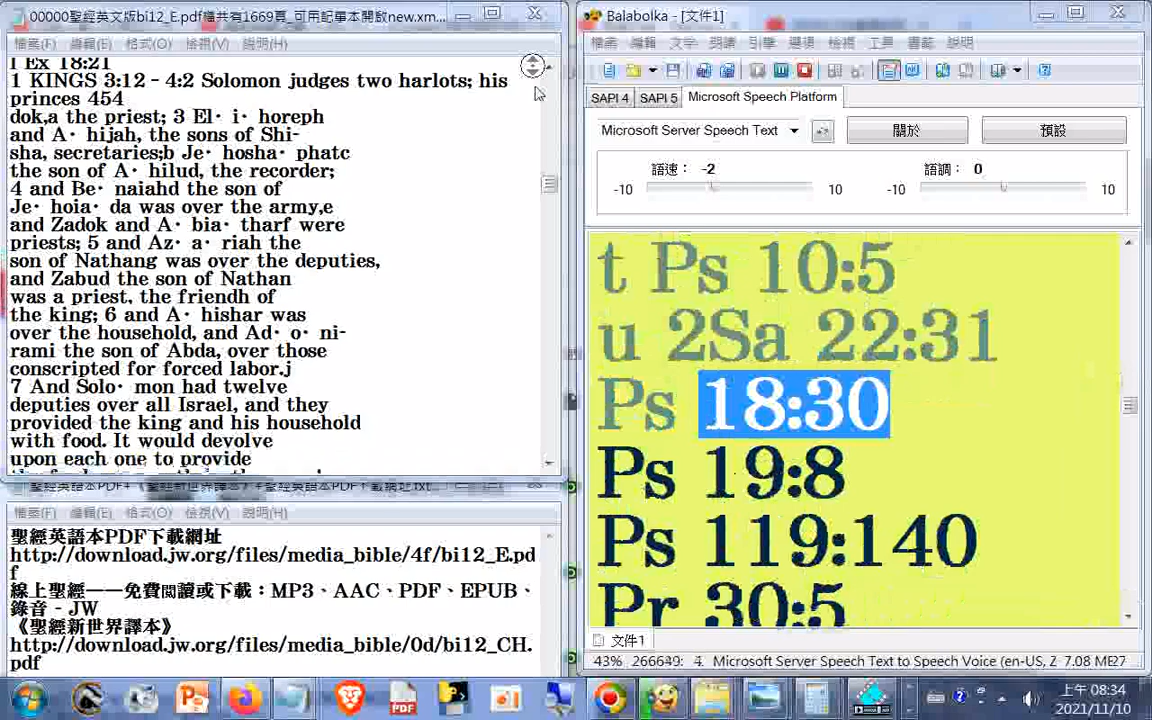 00000聖經英文版bi12_E.pdf檔共有1669頁_可用記事本開啟new.xm...
檔案(F) 編輯(E) 格式(O) 檢視(V) 說明(H)
1 Ex 18:21
1 KINGS 3:12 – 4:2 Solomon judges two harlots; his
princes 454
dok,a the priest; 3 El· i· horeph
and A· hijah, the sons of Shi-
sha, secretaries;b Je· hosha· phatc
the son of A· hilud, the recorder;
4 and Be· naiahd the son of
Je· hoia· da was over the army,e
and Zadok and A· bia· tharf were
priests; 5 and Az· a· riah the
son of Nathang was over the deputies,
and Zabud the son of Nathan
was a priest, the friendh of
the king; 6 and A· hishar was
over the household, and Ad· o· ni-
rami the son of Abda, over those
conscripted for forced labor.j
7 And Solo· mon had twelve
deputies over all Israel, and they
provided the king and his household
with food. It would devolve
upon each one to provide
檔案(F) 編輯(E) 格式(O) 檢視(V) 說明(H)
聖經英語本PDF下載網址
http://download.jw.org/files/media_bible/4f/bi12_E.pd
f
線上聖經——免費閱讀或下載：MP3、AAC、PDF、EPUB、
錄音 - JW
《聖經新世界譯本》
http://download.jw.org/files/media_bible/0d/bi12_CH.
pdf
Balabolka - [文件1]
檔案 編輯 文字 朗讀 引擎 選項 檢視 工具 書籤 說明
SAPI 4 SAPI 5 Microsoft Speech Platform
Microsoft Server Speech Text
關於 預設
語速： -2 語調： 0
-10 10 -10 10
t Ps 10:5
u 2Sa 22:31
Ps 18:30
Ps 19:8
Ps 119:140
Pr 30:5
文件1
43% 266649: 4. Microsoft Server Speech Text to Speech Voice (en-US, Z 7.08 ME27
上午 08:34
2021/11/10